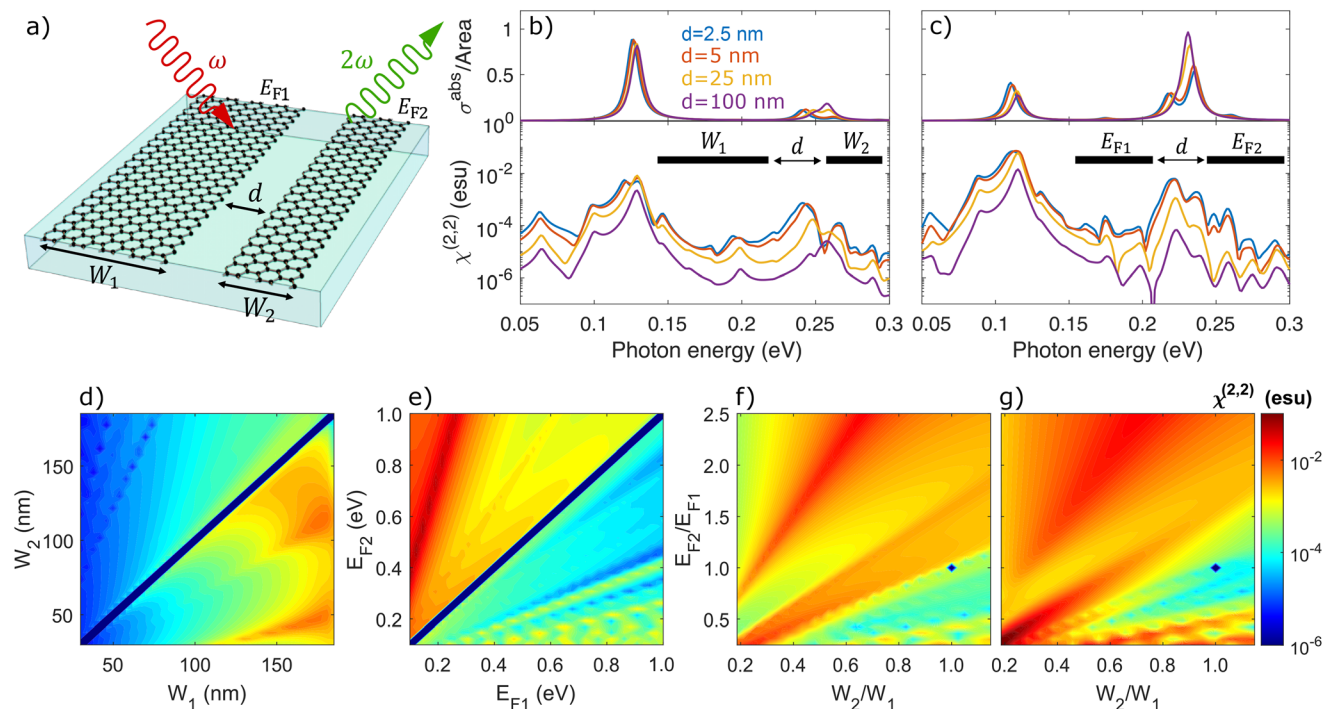 a)
ω
2ω
E_F1
E_F2
d
W_1
W_2
b)
σ^abs/Area
1
0.5
0
d=2.5 nm
d=5 nm
d=25 nm
d=100 nm
χ^(2,2) (esu)
10^0
10^-2
10^-4
10^-6
W_1
d
W_2
0.05 0.1 0.15 0.2 0.25 0.3
Photon energy (eV)
c)
E_F1
d
E_F2
0.05 0.1 0.15 0.2 0.25 0.3
Photon energy (eV)
d)
W_2 (nm)
150
100
50
50 100 150
W_1 (nm)
e)
E_F2 (eV)
1.0
0.8
0.6
0.4
0.2
0.2 0.4 0.6 0.8 1.0
E_F1 (eV)
f)
E_F2/E_F1
2.5
2.0
1.5
1.0
0.5
0.2 0.4 0.6 0.8 1.0
W_2/W_1
g)
χ^(2,2) (esu)
0.2 0.4 0.6 0.8 1.0
W_2/W_1
10^-2
10^-4
10^-6